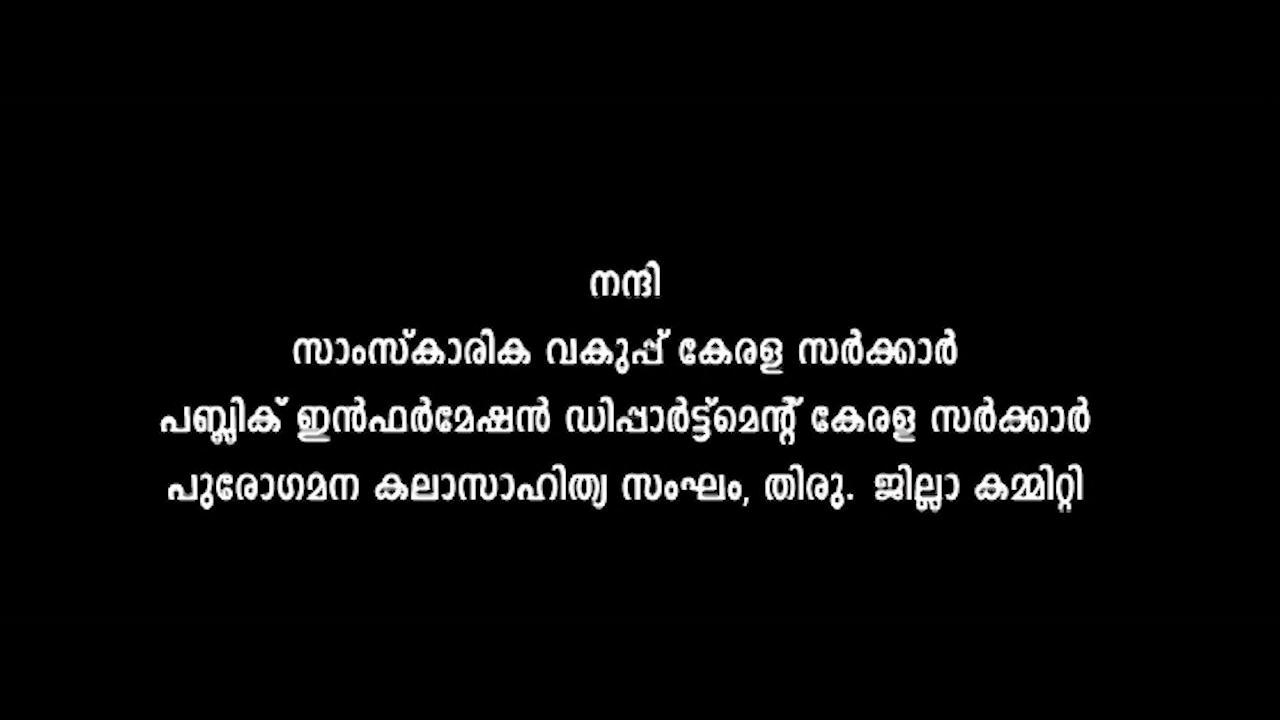 നന്ദി
സാംസ്കാരിക വകുപ്പ് കേരള സർക്കാർ
പബ്ലിക് ഇൻഫർമേഷൻ ഡിപ്പാർട്ട്മെന്റ് കേരള സർക്കാർ
പുരോഗമന കലാസാഹിത്യ സംഘം, തിരു. ജില്ലാ കമ്മിറ്റി